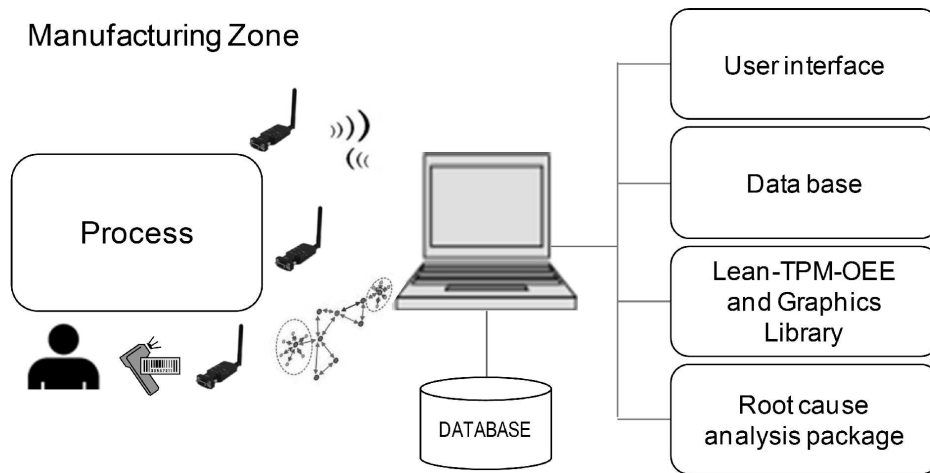 Manufacturing Zone
Process
DATABASE
User interface
Data base
Lean-TPM-OEE
and Graphics
Library
Root cause
analysis package